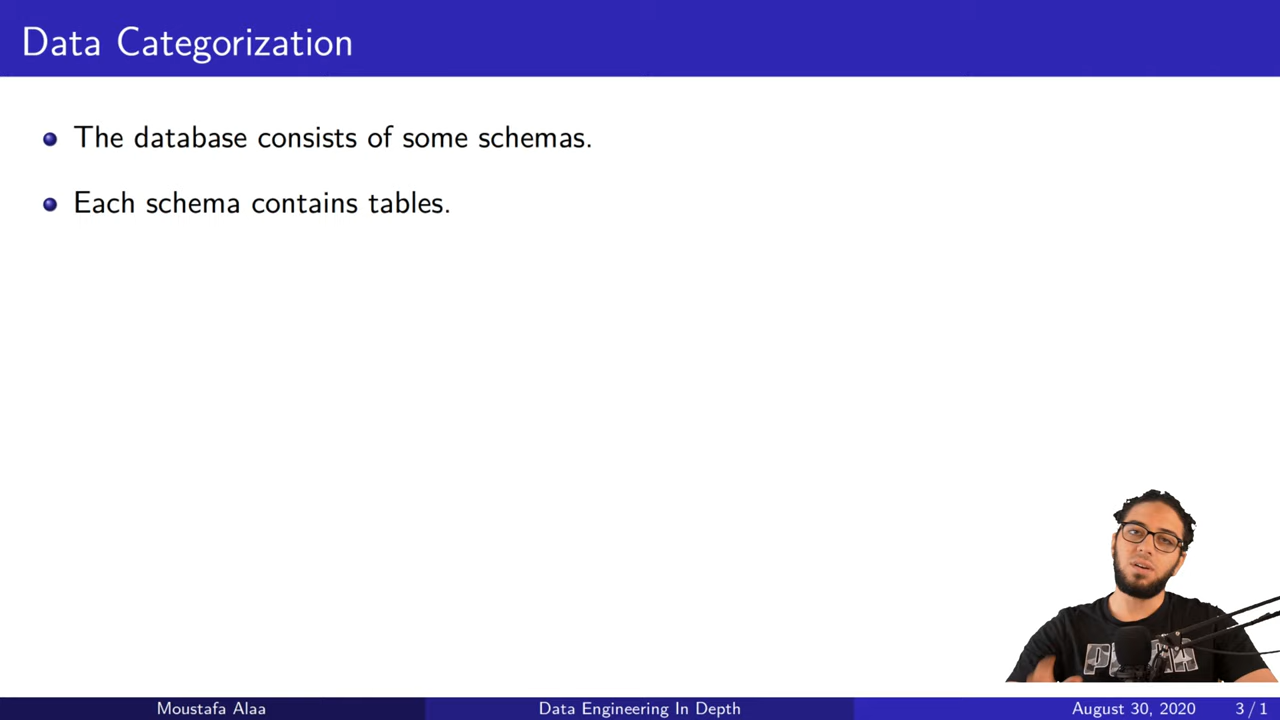 Data Categorization
The database consists of some schemas.
Each schema contains tables.
Moustafa Alaa
Data Engineering In Depth
August 30, 2020
3 / 1